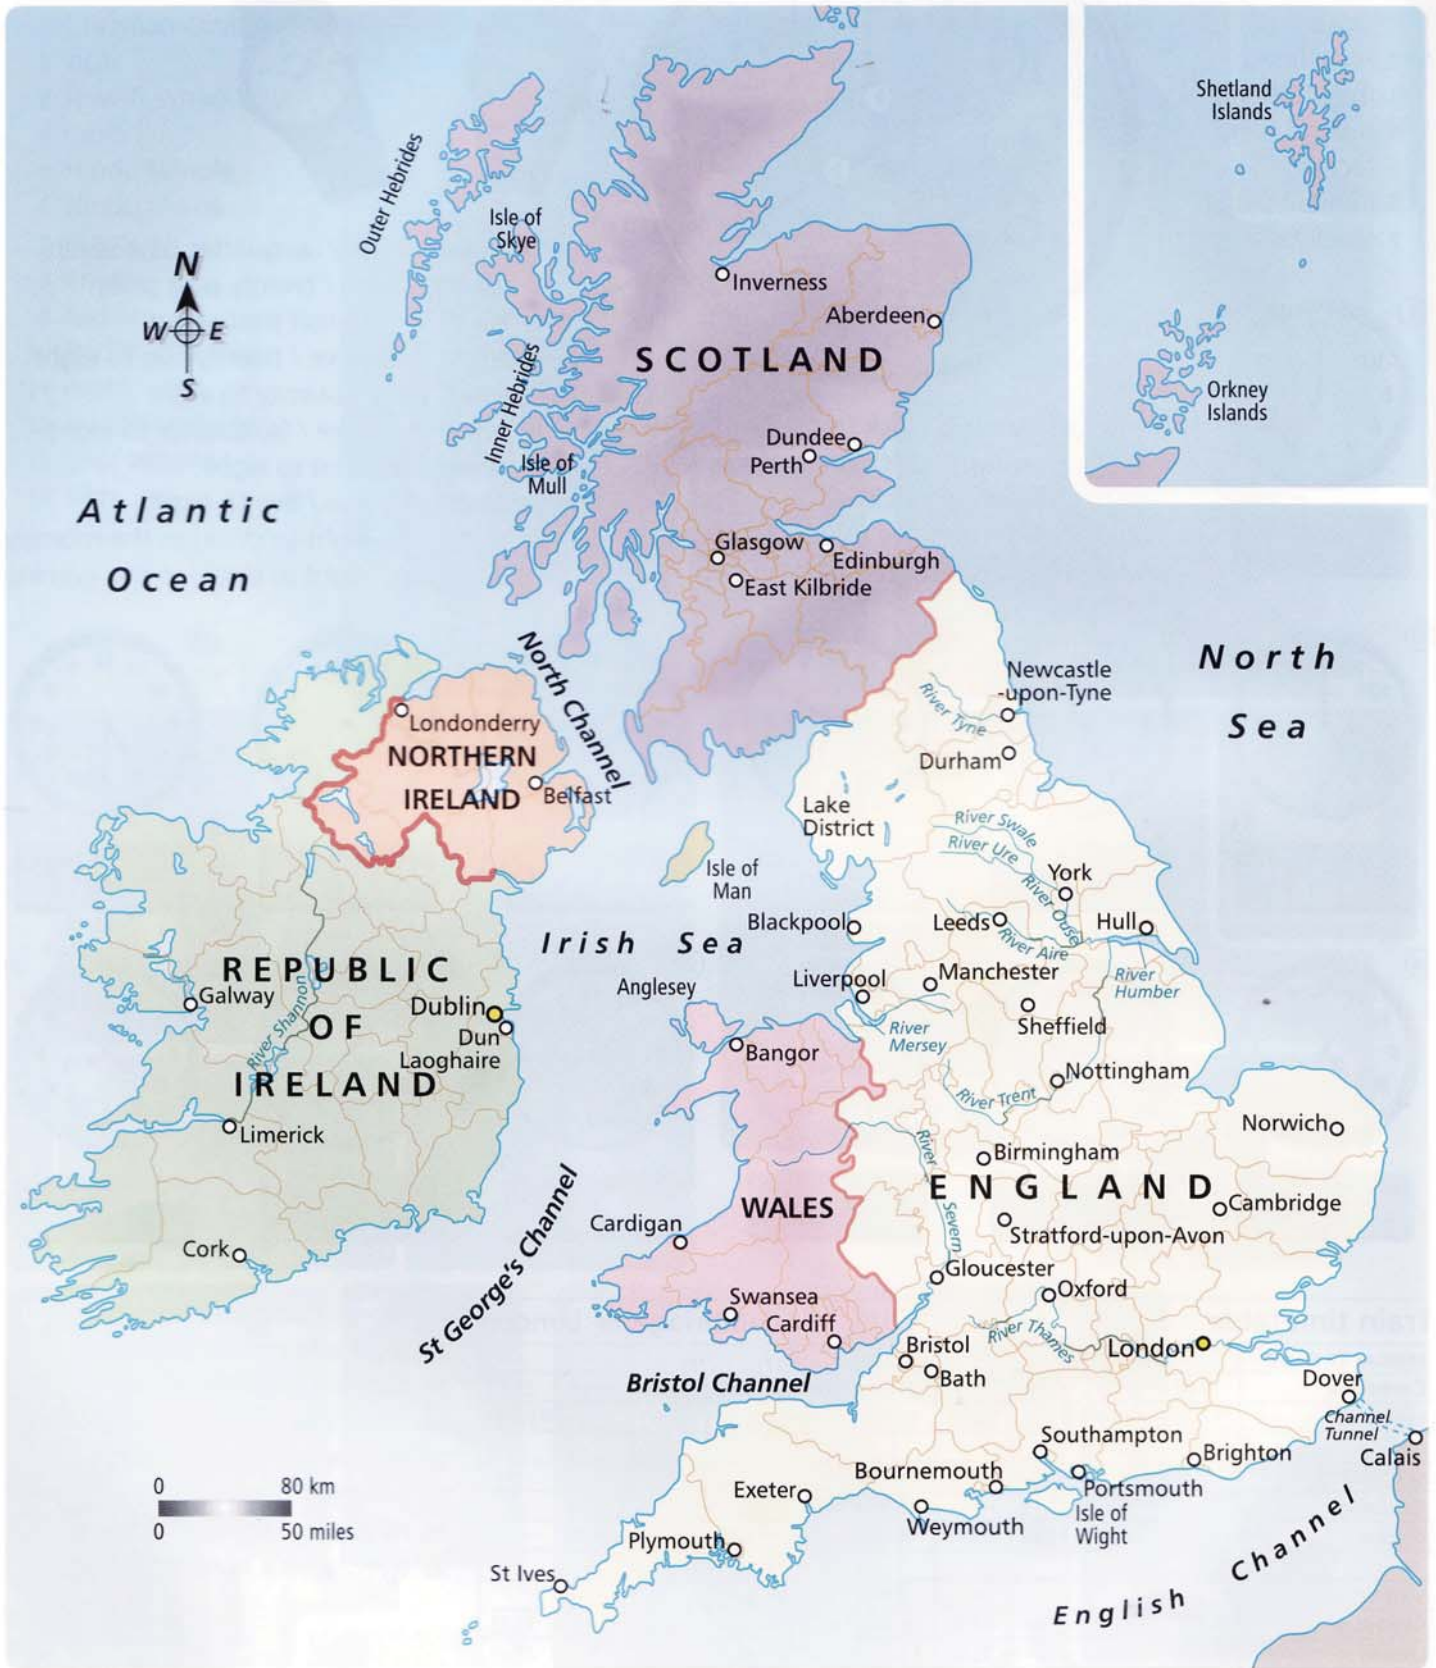 Shetland
Islands
Outer Hebrides
Isle of
Skye
N
W
E
S
Inverness
Aberdeen
SCOTLAND
Inner Hebrides
Orkney
Islands
Dundee
Perth
Isle of
Mull
Atlantic
Ocean
Glasgow
Edinburgh
East Kilbride
North Channel
North
Sea
Newcastle
-upon-Tyne
River Tyne
Londonderry
NORTHERN
IRELAND
Belfast
Durham
Lake
District
River Swale
River Ure
York
River Ouse
Isle of
Man
Blackpool
Leeds
Hull
River Aire
Irish Sea
REPUBLIC
OF
IRELAND
Galway
River Shannon
Dublin
Dun
Laoghaire
Anglesey
Liverpool
Manchester
River
Humber
Sheffield
River
Mersey
Bangor
Nottingham
River Trent
Limerick
Norwich
River
Severn
Birmingham
ENGLAND
WALES
Cambridge
Stratford-upon-Avon
Cardigan
Cork
St George's Channel
Gloucester
Oxford
Swansea
Cardiff
River Thames
London
Bristol
Bath
Bristol Channel
Dover
Channel
Tunnel
Calais
Southampton
Brighton
Bournemouth
Portsmouth
Isle of
Wight
Exeter
Weymouth
Plymouth
St Ives
English Channel
0 80 km
0 50 miles